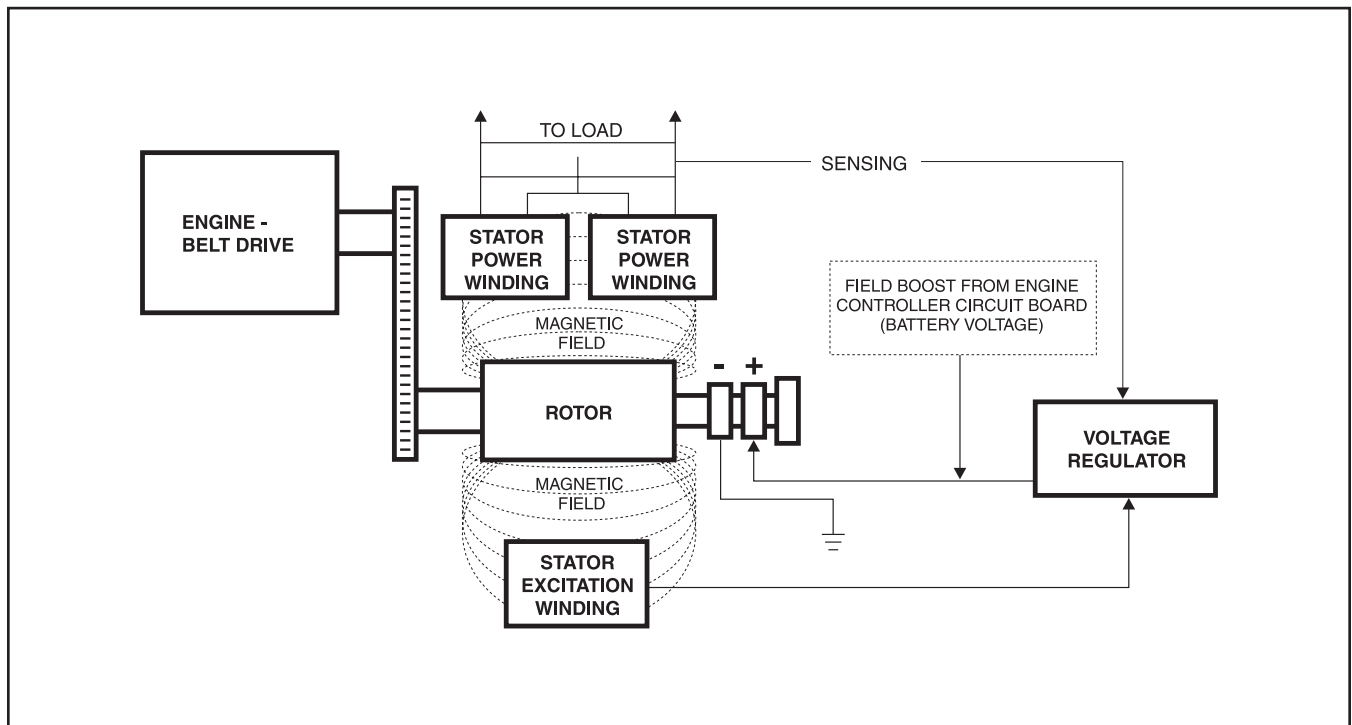 TO LOAD
SENSING
ENGINE -
BELT DRIVE
STATOR
POWER
WINDING
STATOR
POWER
WINDING
FIELD BOOST FROM ENGINE
CONTROLLER CIRCUIT BOARD
(BATTERY VOLTAGE)
MAGNETIC
FIELD
- +
ROTOR
VOLTAGE
REGULATOR
MAGNETIC
FIELD
STATOR
EXCITATION
WINDING